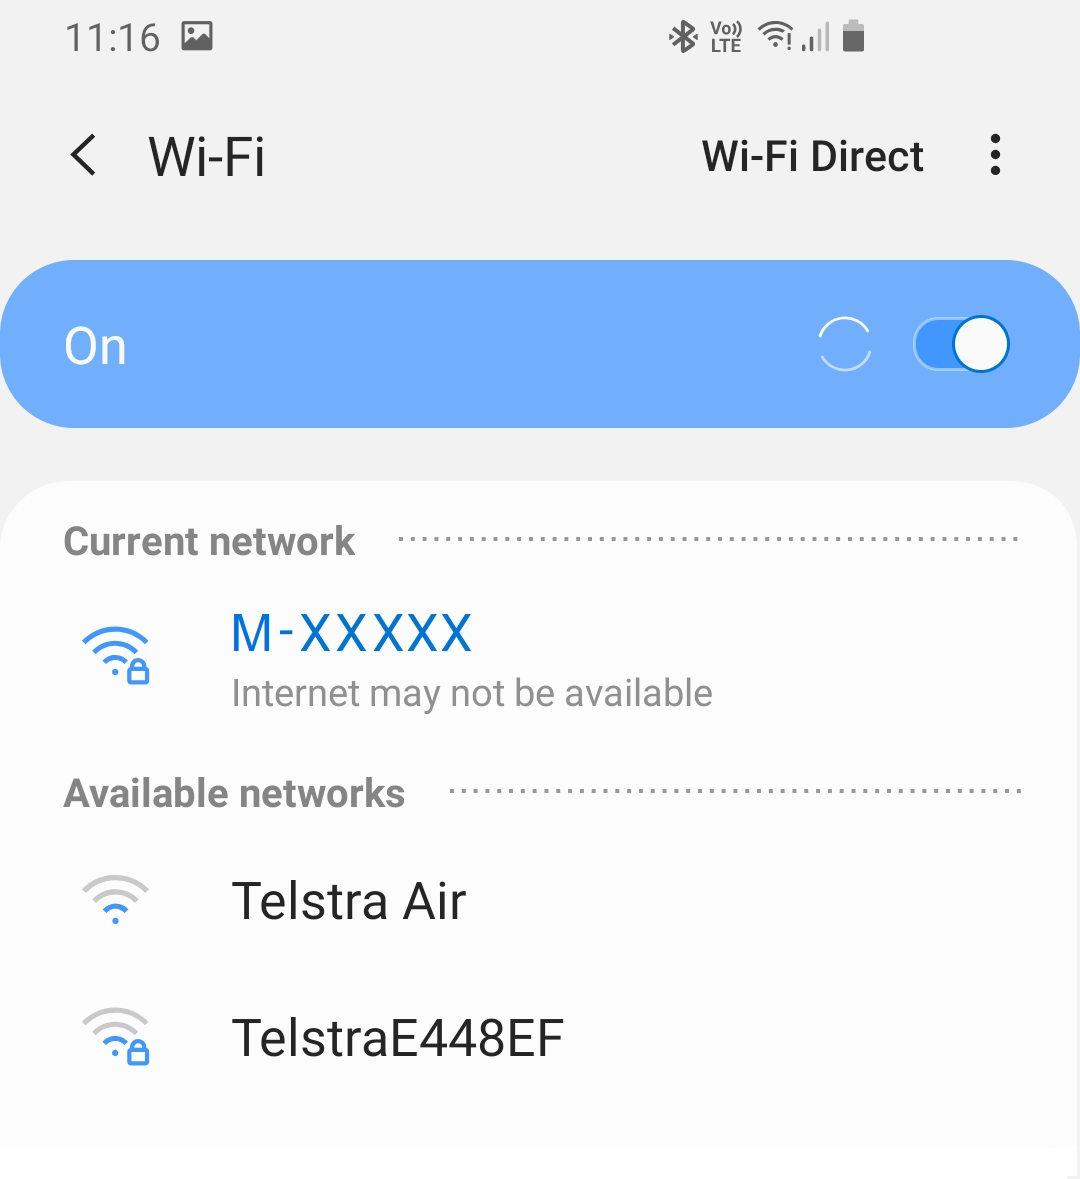 11:16 Vo)) LTE
Wi-Fi Wi-Fi Direct
On
Current network
M-XXXXX
Internet may not be available
Available networks
Telstra Air
TelstraE448EF